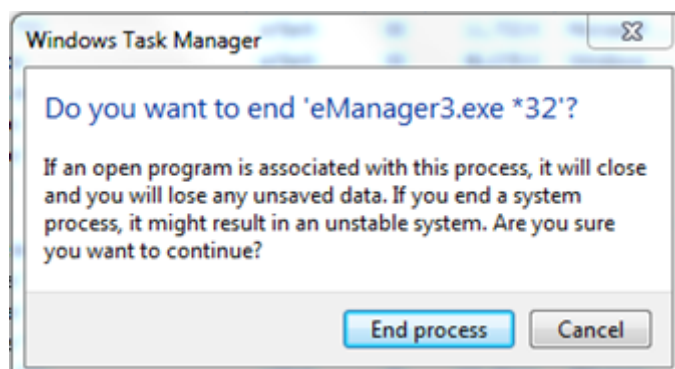 Windows Task Manager
Do you want to end 'eManager3.exe *32'?
If an open program is associated with this process, it will close
and you will lose any unsaved data. If you end a system
process, it might result in an unstable system. Are you sure
you want to continue?
End process Cancel